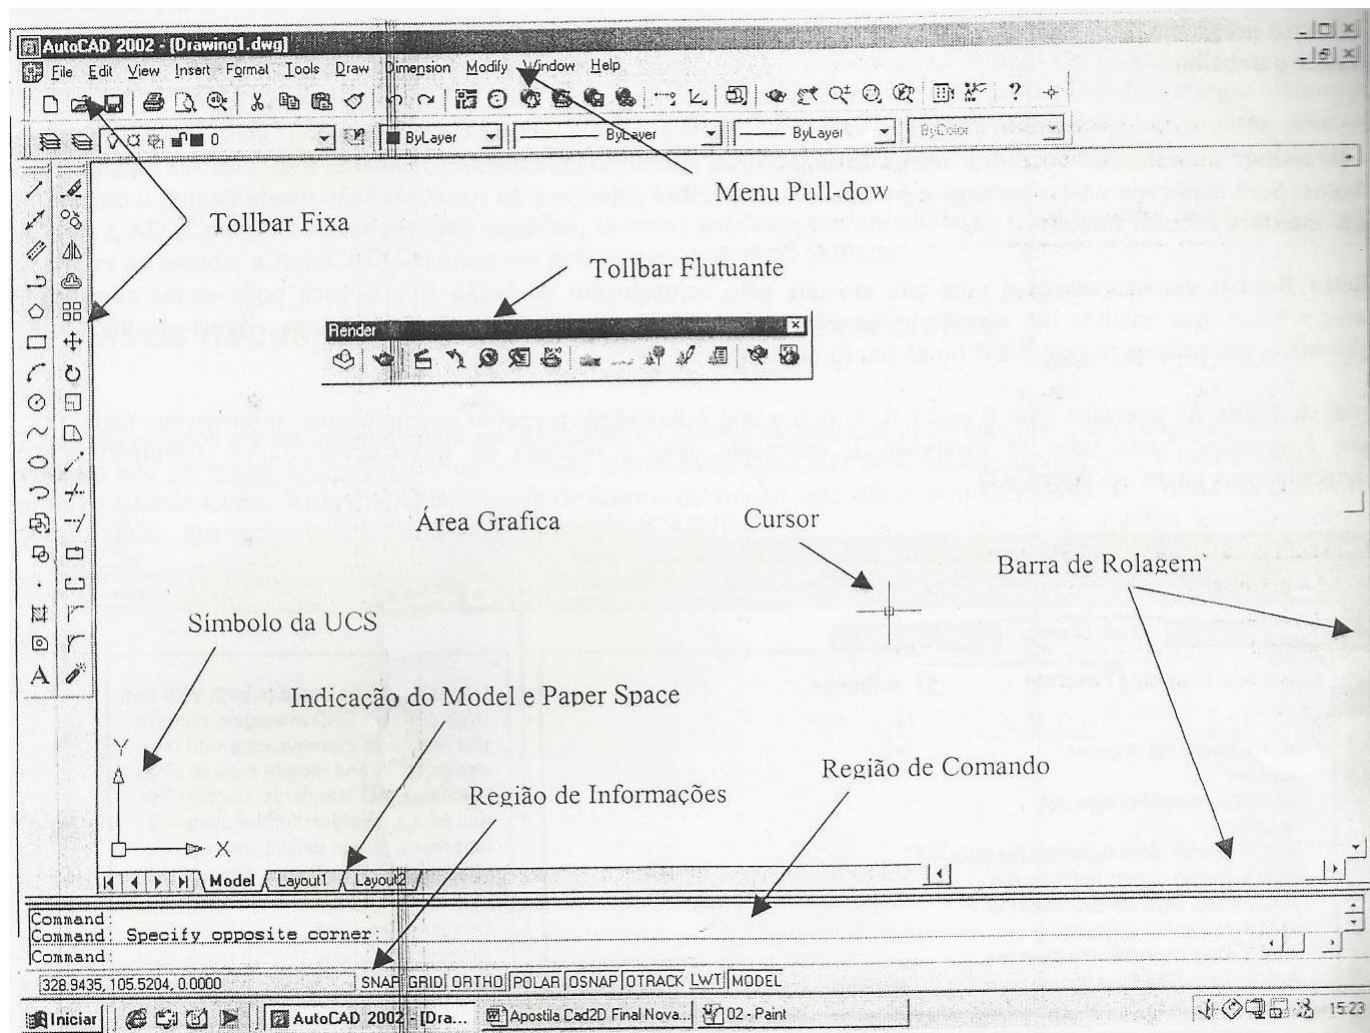 AutoCAD 2002 - [Drawing1.dwg]
File Edit View Insert Format Tools Draw Dimension Modify Window Help
0 ByLayer ByLayer ByLayer ByColor
Menu Pull-dow
Tollbar Fixa
Tollbar Flutuante
Render
Área Grafica
Cursor
Barra de Rolagem
Símbolo da UCS
Indicação do Model e Paper Space
Região de Comando
Região de Informações
Y
X
Model Layout1 Layout2
Command:
Command: Specify opposite corner:
Command:
328.9435, 105.5204, 0.0000 SNAP GRID ORTHO POLAR OSNAP OTRACK LWT MODEL
Iniciar AutoCAD 2002 - [Dra... Apostila Cad2D Final Nova... 02 - Paint 15:23